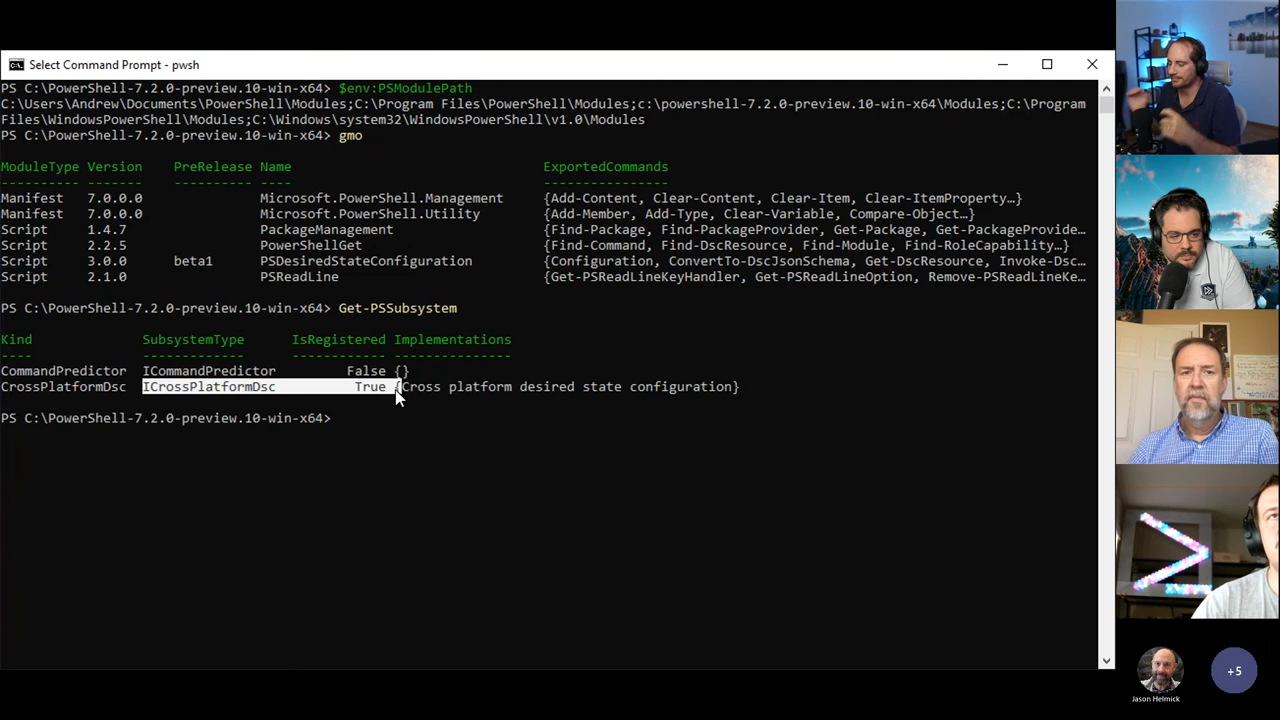 Select Command Prompt - pwsh
PS C:\PowerShell-7.2.0-preview.10-win-x64> $env:PSModulePath
C:\Users\Andrew\Documents\PowerShell\Modules;C:\Program Files\PowerShell\Modules;c:\powershell-7.2.0-preview.10-win-x64\Modules;C:\Program
Files\WindowsPowerShell\Modules;C:\Windows\system32\WindowsPowerShell\v1.0\Modules
PS C:\PowerShell-7.2.0-preview.10-win-x64> gmo
ModuleType Version PreRelease Name ExportedCommands
---------- ------- ---------- ---- ----------------
Manifest 7.0.0.0 Microsoft.PowerShell.Management {Add-Content, Clear-Content, Clear-Item, Clear-ItemProperty…}
Manifest 7.0.0.0 Microsoft.PowerShell.Utility {Add-Member, Add-Type, Clear-Variable, Compare-Object…}
Script 1.4.7 PackageManagement {Find-Package, Find-PackageProvider, Get-Package, Get-PackageProvide…
Script 2.2.5 PowerShellGet {Find-Command, Find-DscResource, Find-Module, Find-RoleCapability…}
Script 3.0.0 beta1 PSDesiredStateConfiguration {Configuration, ConvertTo-DscJsonSchema, Get-DscResource, Invoke-Dsc…
Script 2.1.0 PSReadLine {Get-PSReadLineKeyHandler, Get-PSReadLineOption, Remove-PSReadLineKe…
PS C:\PowerShell-7.2.0-preview.10-win-x64> Get-PSSubsystem
Kind SubsystemType IsRegistered Implementations
---- ------------- ------------ ---------------
CommandPredictor ICommandPredictor False {}
CrossPlatformDsc ICrossPlatformDsc True {Cross platform desired state configuration}
PS C:\PowerShell-7.2.0-preview.10-win-x64>
Jason Helmick
+5